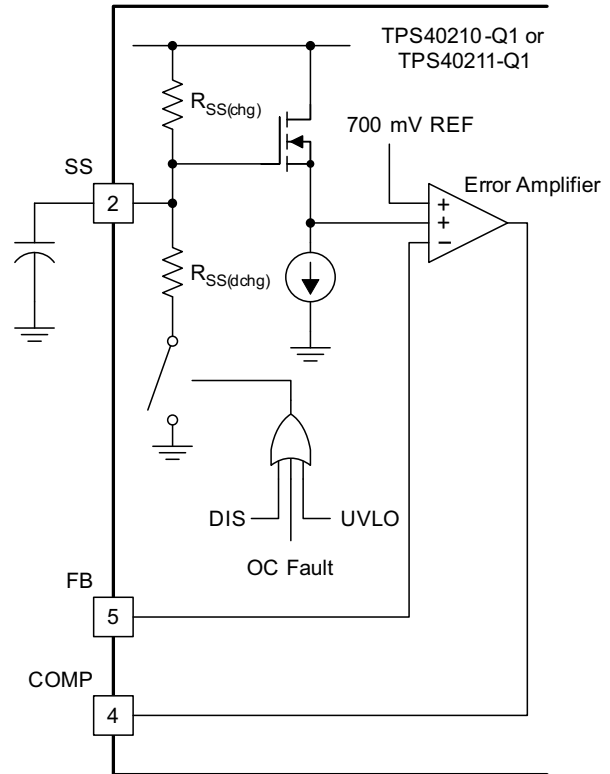 TPS40210-Q1 or
TPS40211-Q1
R_SS(chg)
700 mV REF
SS
2
Error Amplifier
+
+
−
R_SS(dchg)
DIS
UVLO
OC Fault
FB
5
COMP
4